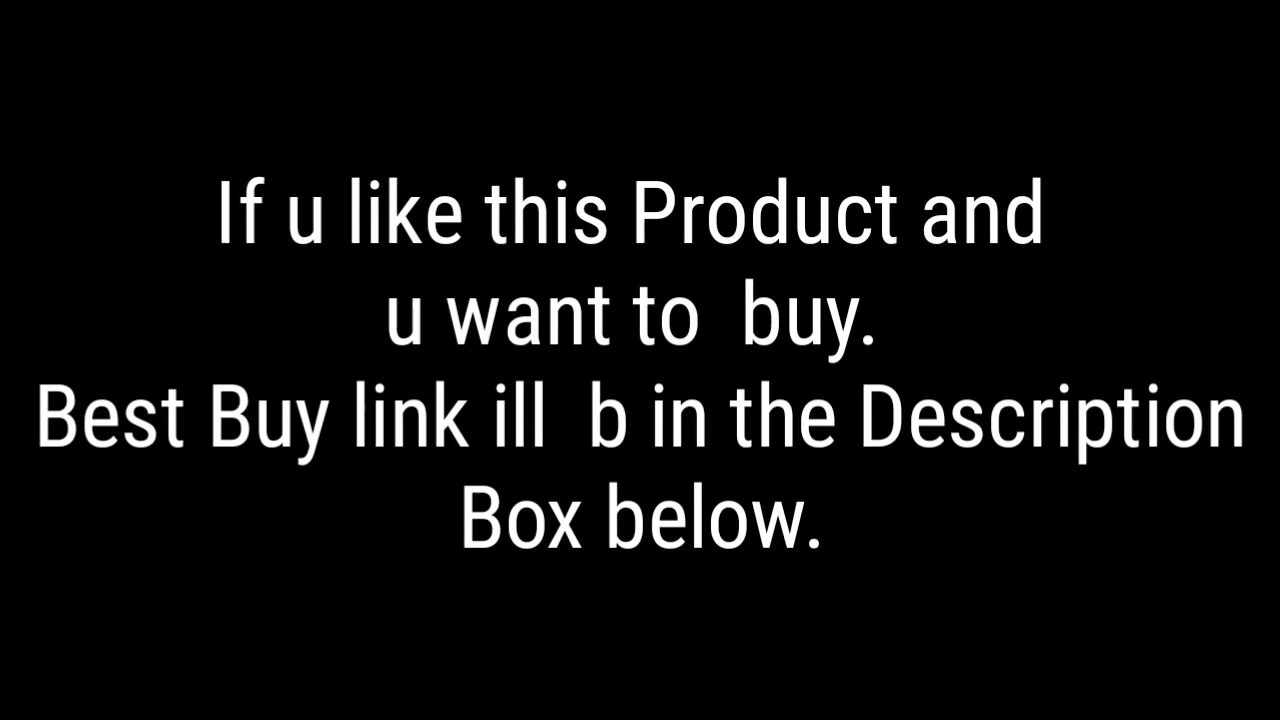 If u like this Product and
u want to  buy.
Best Buy link ill  b in the Description
Box below.